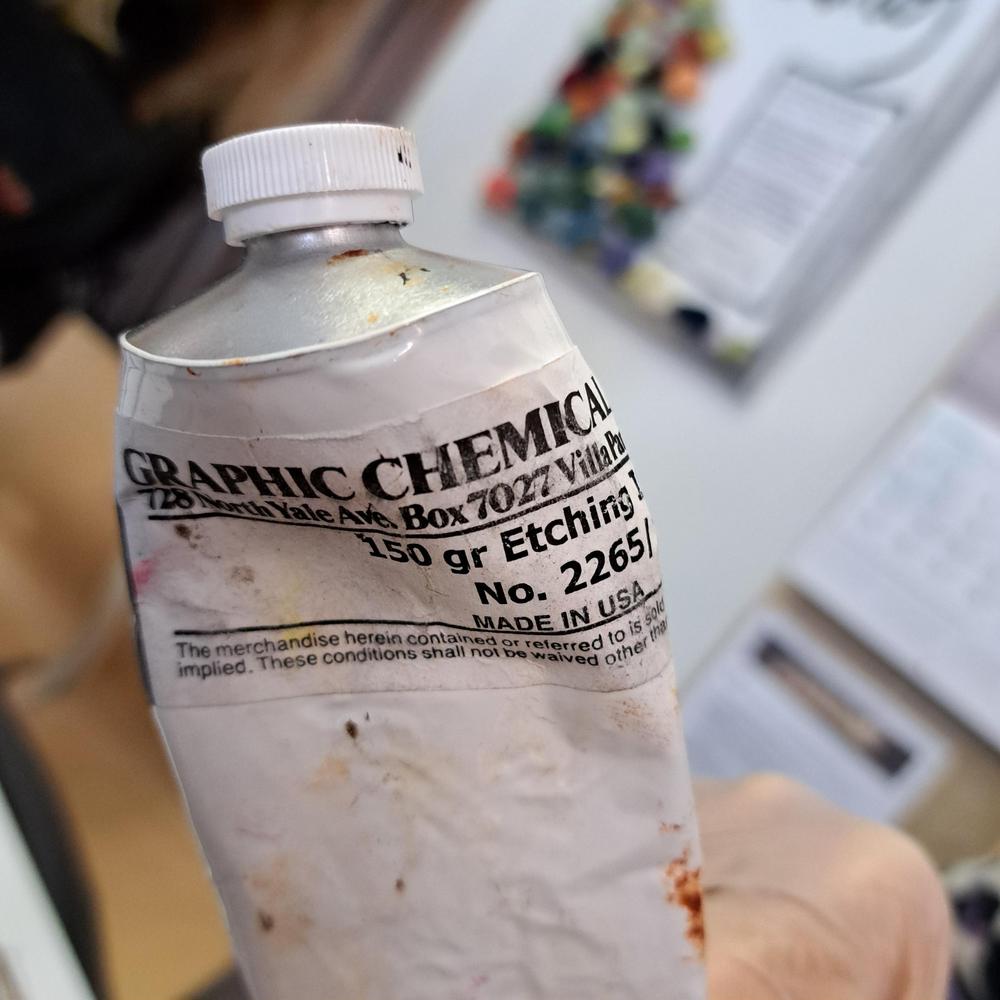 GRAPHIC CHEMICAL
728 North Yale Ave, Box 7027 Villa
150 gr Etching
No. 2265/
MADE IN USA
The merchandise herein contained or referred to is sold
implied. These conditions shall not be waived other than